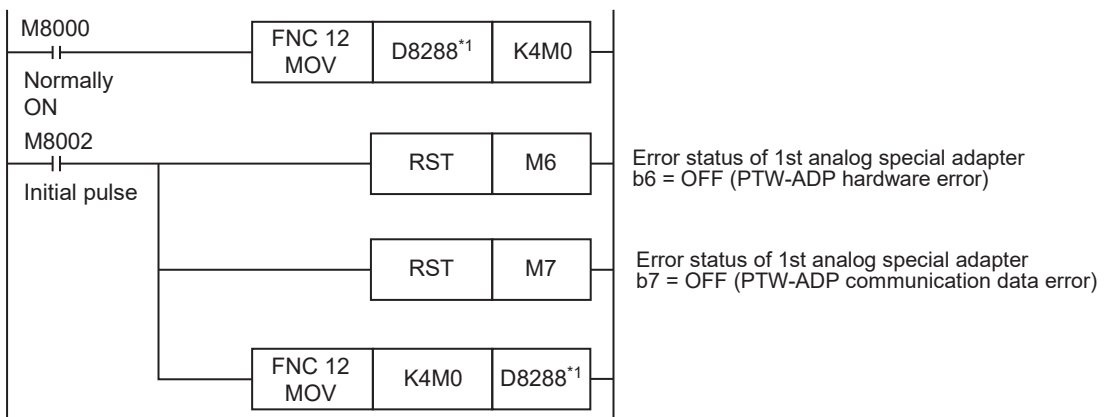 M8000
FNC 12
MOV
D8288*1
K4M0
Normally
ON
M8002
RST
M6
Error status of 1st analog special adapter
b6 = OFF (PTW-ADP hardware error)
Initial pulse
RST
M7
Error status of 1st analog special adapter
b7 = OFF (PTW-ADP communication data error)
FNC 12
MOV
K4M0
D8288*1